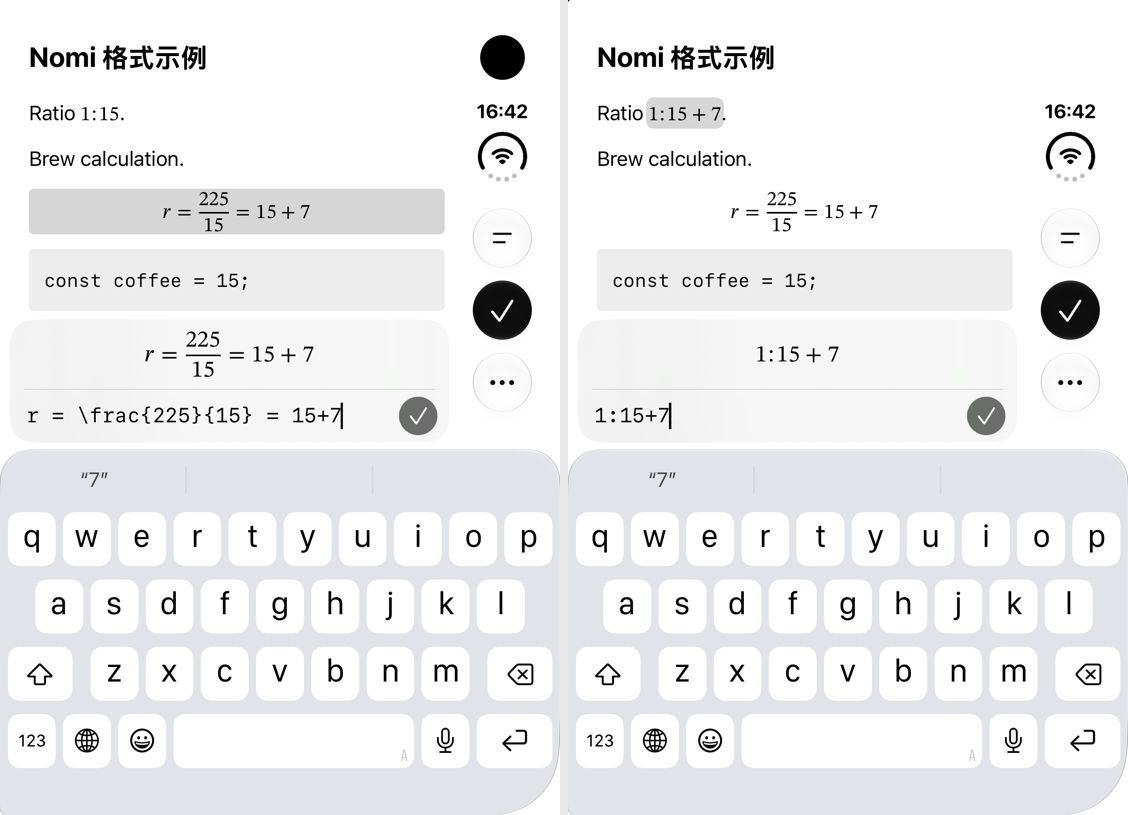 Nomi 格式示例
Ratio 1:15.
16:42
Brew calculation.
r = 225/15 = 15 + 7
const coffee = 15;
r = 225/15 = 15 + 7
r = \frac{225}{15} = 15+7
“7”
q w e r t y u i o p
a s d f g h j k l
z x c v b n m
123
A
Nomi 格式示例
Ratio 1:15 + 7.
16:42
Brew calculation.
r = 225/15 = 15 + 7
const coffee = 15;
1:15 + 7
1:15+7
“7”
q w e r t y u i o p
a s d f g h j k l
z x c v b n m
123
A